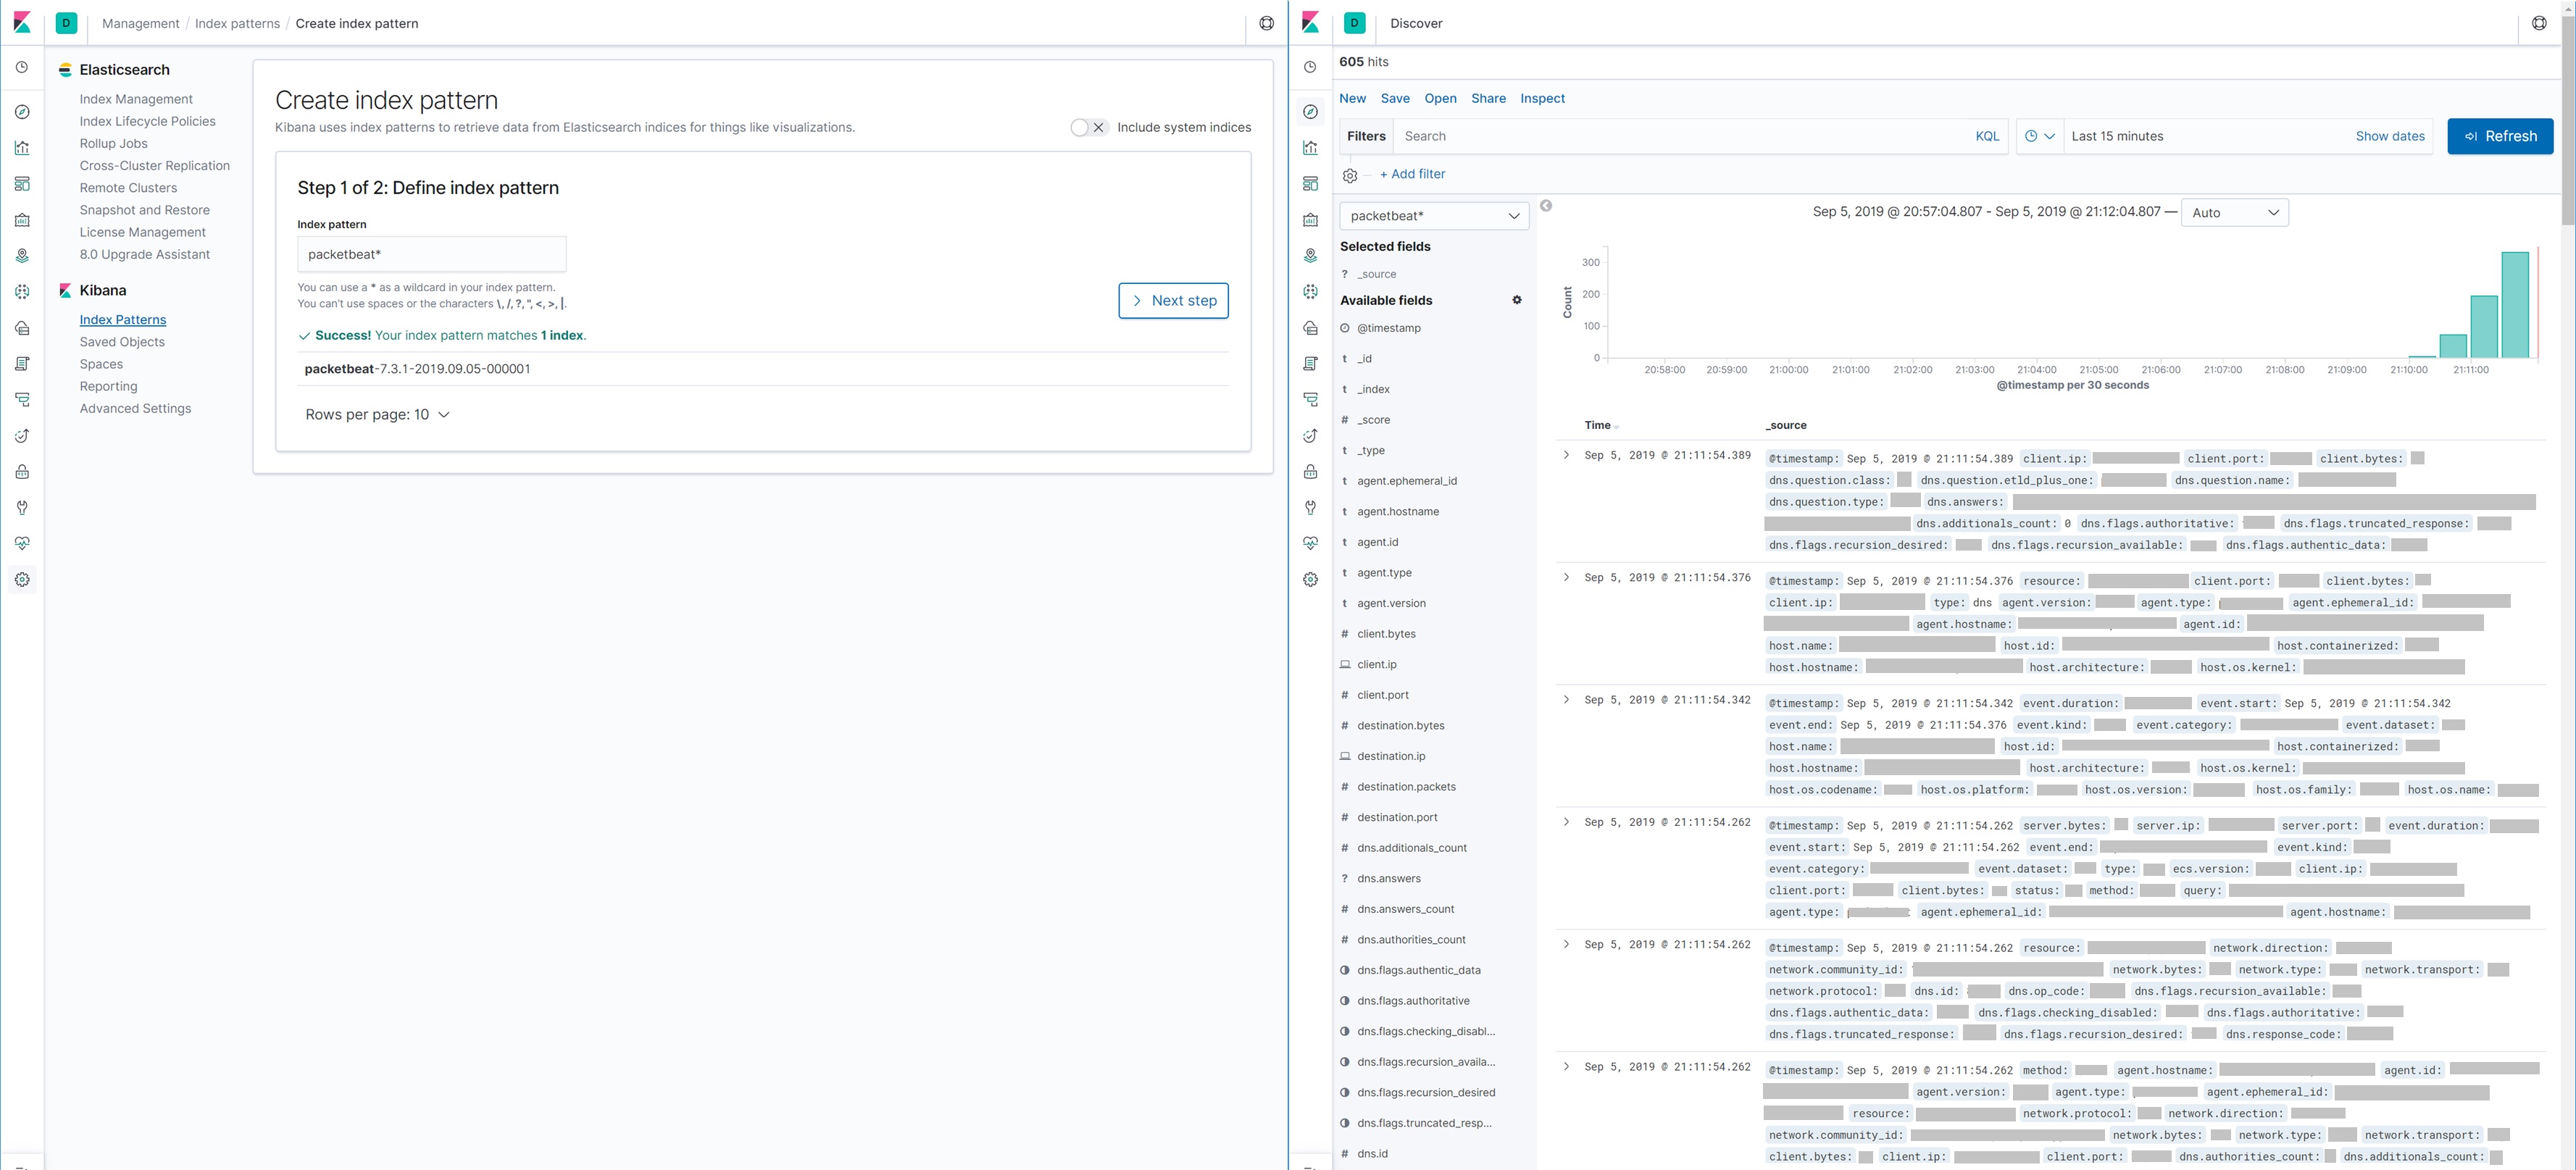 D Management / Index patterns / Create index pattern
Elasticsearch
Index Management
Index Lifecycle Policies
Rollup Jobs
Cross-Cluster Replication
Remote Clusters
Snapshot and Restore
License Management
8.0 Upgrade Assistant
Kibana
Index Patterns
Saved Objects
Spaces
Reporting
Advanced Settings
Create index pattern
Kibana uses index patterns to retrieve data from Elasticsearch indices for things like visualizations.
Include system indices
Step 1 of 2: Define index pattern
Index pattern
packetbeat*
You can use a * as a wildcard in your index pattern.
You can't use spaces or the characters \, /, ?, ", <, >, |.
Next step
Success! Your index pattern matches 1 index.
packetbeat-7.3.1-2019.09.05-000001
Rows per page: 10
D Discover
605 hits
New Save Open Share Inspect
Filters Search KQL Last 15 minutes Show dates Refresh
+ Add filter
packetbeat*
Selected fields
? _source
Available fields
@timestamp
t _id
t _index
# _score
t _type
t agent.ephemeral_id
t agent.hostname
t agent.id
t agent.type
t agent.version
# client.bytes
client.ip
# client.port
# destination.bytes
destination.ip
# destination.packets
# destination.port
# dns.additionals_count
? dns.answers
# dns.answers_count
# dns.authorities_count
dns.flags.authentic_data
dns.flags.authoritative
dns.flags.checking_disabl...
dns.flags.recursion_availa...
dns.flags.recursion_desired
dns.flags.truncated_resp...
# dns.id
Sep 5, 2019 @ 20:57:04.807 - Sep 5, 2019 @ 21:12:04.807 — Auto
Count
300
200
100
0
20:58:00 20:59:00 21:00:00 21:01:00 21:02:00 21:03:00 21:04:00 21:05:00 21:06:00 21:07:00 21:08:00 21:09:00 21:10:00 21:11:00
@timestamp per 30 seconds
Time _source
Sep 5, 2019 @ 21:11:54.389 @timestamp: Sep 5, 2019 @ 21:11:54.389 client.ip: client.port: client.bytes:
dns.question.class: dns.question.etld_plus_one: dns.question.name:
dns.question.type: dns.answers:
dns.additionals_count: 0 dns.flags.authoritative: dns.flags.truncated_response:
dns.flags.recursion_desired: dns.flags.recursion_available: dns.flags.authentic_data:
Sep 5, 2019 @ 21:11:54.376 @timestamp: Sep 5, 2019 @ 21:11:54.376 resource: client.port: client.bytes:
client.ip: type: dns agent.version: agent.type: agent.ephemeral_id:
agent.hostname: agent.id:
host.name: host.id: host.containerized:
host.hostname: host.architecture: host.os.kernel:
Sep 5, 2019 @ 21:11:54.342 @timestamp: Sep 5, 2019 @ 21:11:54.342 event.duration: event.start: Sep 5, 2019 @ 21:11:54.342
event.end: Sep 5, 2019 @ 21:11:54.376 event.kind: event.category: event.dataset:
host.name: host.id: host.containerized:
host.hostname: host.architecture: host.os.kernel:
host.os.codename: host.os.platform: host.os.version: host.os.family: host.os.name:
Sep 5, 2019 @ 21:11:54.262 @timestamp: Sep 5, 2019 @ 21:11:54.262 server.bytes: server.ip: server.port: event.duration:
event.start: Sep 5, 2019 @ 21:11:54.262 event.end: event.kind:
event.category: event.dataset: type: ecs.version: client.ip:
client.port: client.bytes: status: method: query:
agent.type: agent.ephemeral_id: agent.hostname:
Sep 5, 2019 @ 21:11:54.262 @timestamp: Sep 5, 2019 @ 21:11:54.262 resource: network.direction:
network.community_id: network.bytes: network.type: network.transport:
network.protocol: dns.id: dns.op_code: dns.flags.recursion_available:
dns.flags.authentic_data: dns.flags.checking_disabled: dns.flags.authoritative:
dns.flags.truncated_response: dns.flags.recursion_desired: dns.response_code:
Sep 5, 2019 @ 21:11:54.262 @timestamp: Sep 5, 2019 @ 21:11:54.262 method: agent.hostname: agent.id:
agent.version: agent.type: agent.ephemeral_id:
resource: network.protocol: network.direction:
network.community_id: network.bytes: network.type: network.transport:
client.bytes: client.ip: client.port: dns.authorities_count: dns.additionals_count: